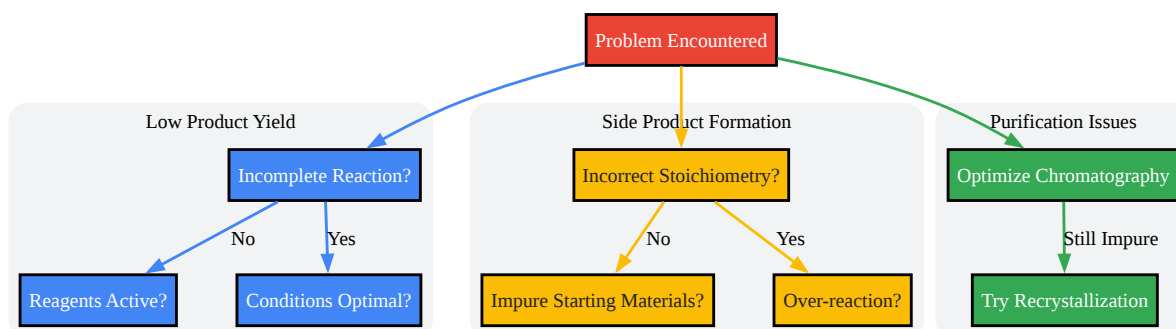 Problem Encountered
Low Product Yield
Side Product Formation
Purification Issues
Incomplete Reaction?
Incorrect Stoichiometry?
Optimize Chromatography
No
Yes
No
Yes
Still Impure
Reagents Active?
Conditions Optimal?
Impure Starting Materials?
Over-reaction?
Try Recrystallization